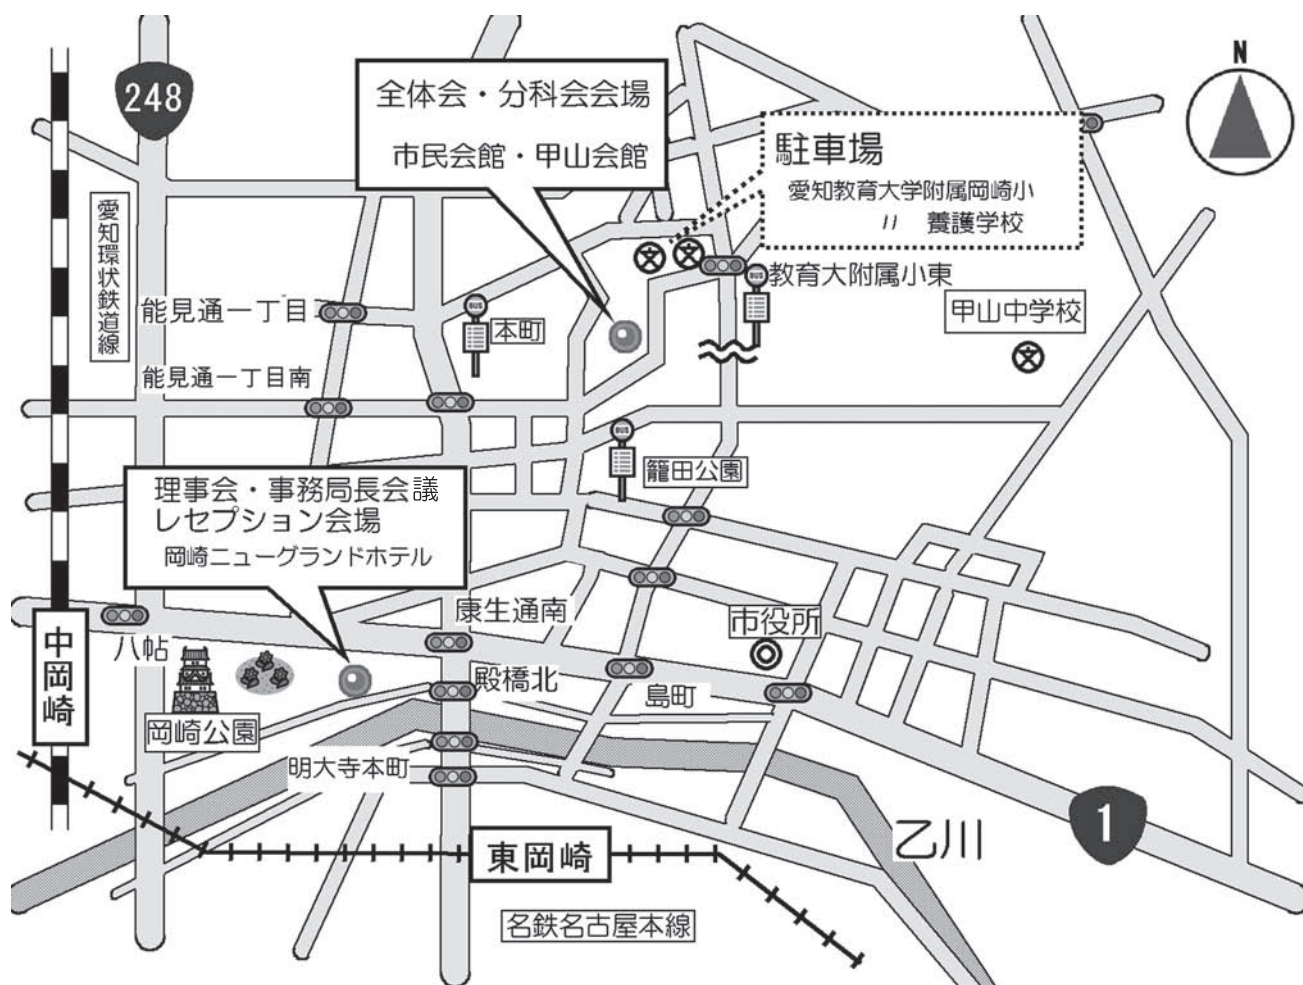 N
248
全体会・分科会会場
市民会館・甲山会館
駐車場
愛知教育大学附属岡崎小
〃 養護学校
愛知環状鉄道線
教育大附属小東
BUS
甲山中学校
能見通一丁目
BUS
本町
能見通一丁目南
BUS
籠田公園
理事会・事務局長会議
レセプション会場
岡崎ニューグランドホテル
康生通南
市役所
中岡崎
八帖
殿橋北
島町
岡崎公園
明大寺本町
1
乙川
東岡崎
名鉄名古屋本線